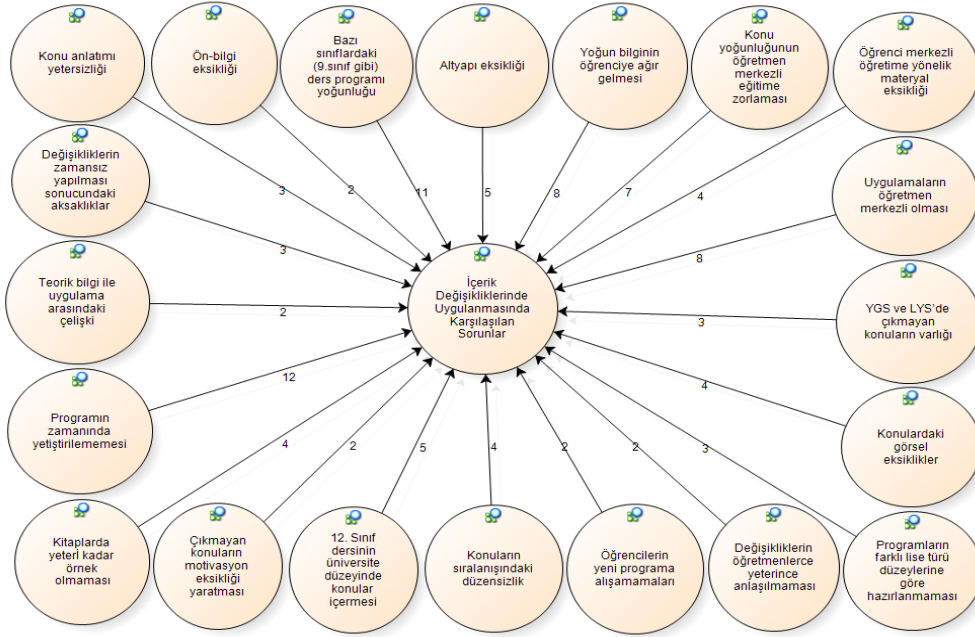 Konu anlatımı
yetersizliği
Ön-bilgi
eksikliği
Bazı
sınıflardaki
(9.sınıf gibi)
ders programı
yoğunluğu
Altyapı eksikliği
Yoğun bilginin
öğrenciye ağır
gelmesi
Konu
yoğunluğunun
öğretmen
merkezli
eğitime
zorlaması
Öğrenci merkezli
öğretime yönelik
materyal
eksikliği
Değişikliklerin
zamansız
yapılması
sonucundaki
aksaklıklar
Uygulamaların
öğretmen
merkezli olması
3
2
11
5
8
7
4
3
8
Teorik bilgi ile
uygulama
arasındaki
çelişki
2
İçerik
Değişikliklerinde
Uygulanmasında
Karşılaşılan
Sorunlar
3
YGS ve LYS'de
çıkmayan
konuların
varlığı
Programın
zamanında
yetiştirilememesi
12
4
Konulardaki
görsel
eksiklikler
4
2
5
4
2
2
3
Kitaplarda
yeteri kadar
örnek
olmaması
Çıkmayan
konuların
motivasyon
eksikliği
yaratması
12. Sınıf
dersinin
üniversite
düzeyinde
konular
içermesi
Konuların
sıralanışındaki
düzensizlik
Öğrencilerin
yeni programa
alışamamaları
Değişikliklerin
öğretmenlerce
yeterince
anlaşılmaması
Programların
farklı lise türü
düzeylerine
göre
hazırlanmaması